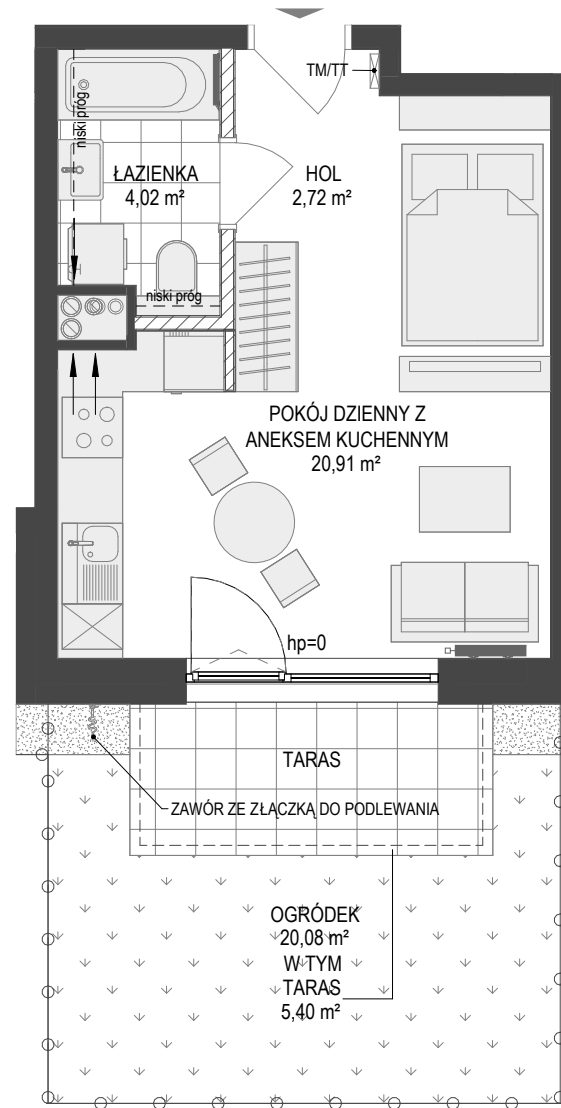 TM/TT
niski próg
ŁAZIENKA
4,02 m²
HOL
2,72 m²
niski próg
POKÓJ DZIENNY Z
ANEKSEM KUCHENNYM
20,91 m²
hp=0
TARAS
ZAWÓR ZE ZŁĄCZKĄ DO PODLEWANIA
OGRÓDEK
20,08 m²
W TYM
TARAS
5,40 m²